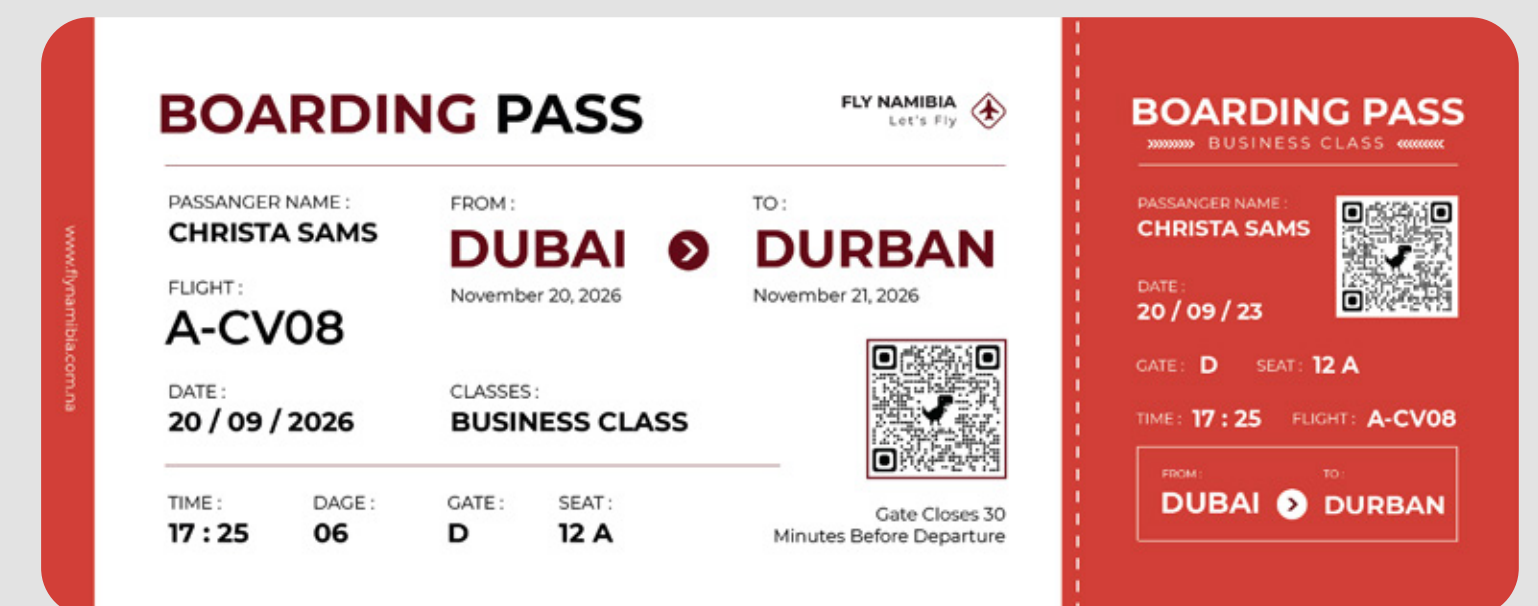 www.flynamibia.com.na
BOARDING PASS
FLY NAMIBIA
Let's Fly
PASSANGER NAME :
CHRISTA SAMS
FROM :
DUBAI
November 20, 2026
TO :
DURBAN
November 21, 2026
FLIGHT :
A-CV08
DATE :
20 / 09 / 2026
CLASSES :
BUSINESS CLASS
TIME :
17 : 25
DAGE :
06
GATE :
D
SEAT :
12 A
Gate Closes 30
Minutes Before Departure
BOARDING PASS
BUSINESS CLASS
PASSANGER NAME :
CHRISTA SAMS
DATE :
20 / 09 / 23
GATE : D SEAT : 12 A
TIME : 17 : 25 FLIGHT : A-CV08
FROM :
DUBAI
TO :
DURBAN